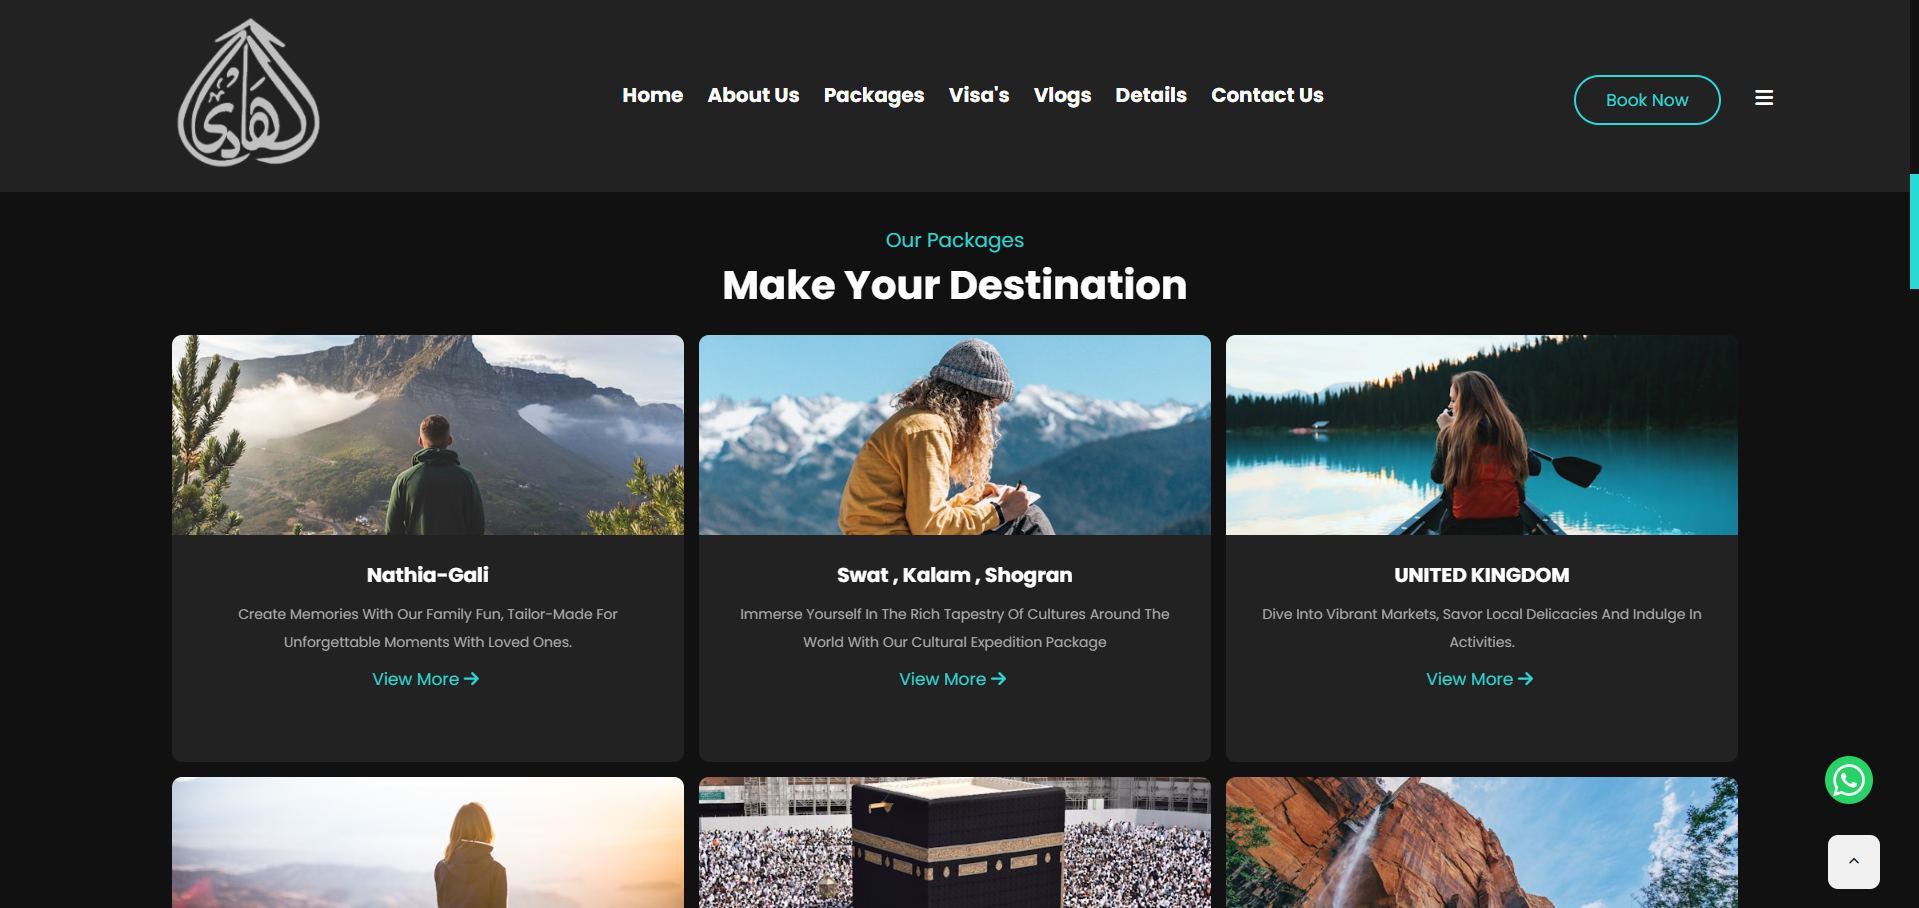 الهادي
Home About Us Packages Visa's Vlogs Details Contact Us
Book Now
Our Packages
Make Your Destination
Nathia-Gali
Create Memories With Our Family Fun, Tailor-Made For
Unforgettable Moments With Loved Ones.
View More
Swat , Kalam , Shogran
Immerse Yourself In The Rich Tapestry Of Cultures Around The
World With Our Cultural Expedition Package
View More
UNITED KINGDOM
Dive Into Vibrant Markets, Savor Local Delicacies And Indulge In
Activities.
View More